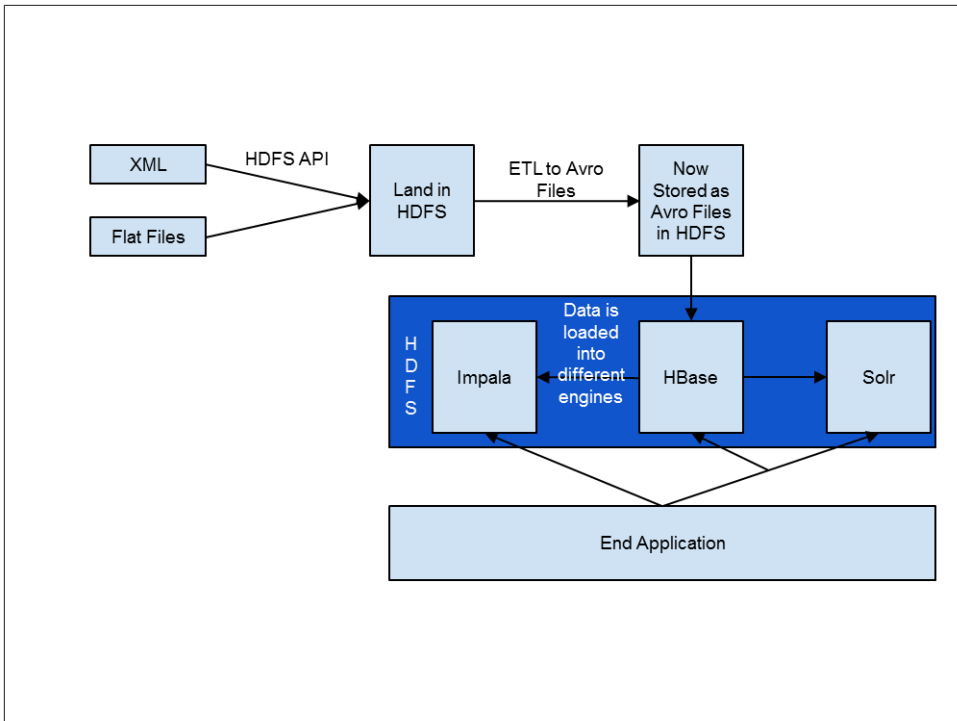 XML
HDFS API
Flat Files
Land in
HDFS
ETL to Avro
Files
Now
Stored as
Avro Files
in HDFS
H
D
F
S
Impala
Data is
loaded
into
different
engines
HBase
Solr
End Application